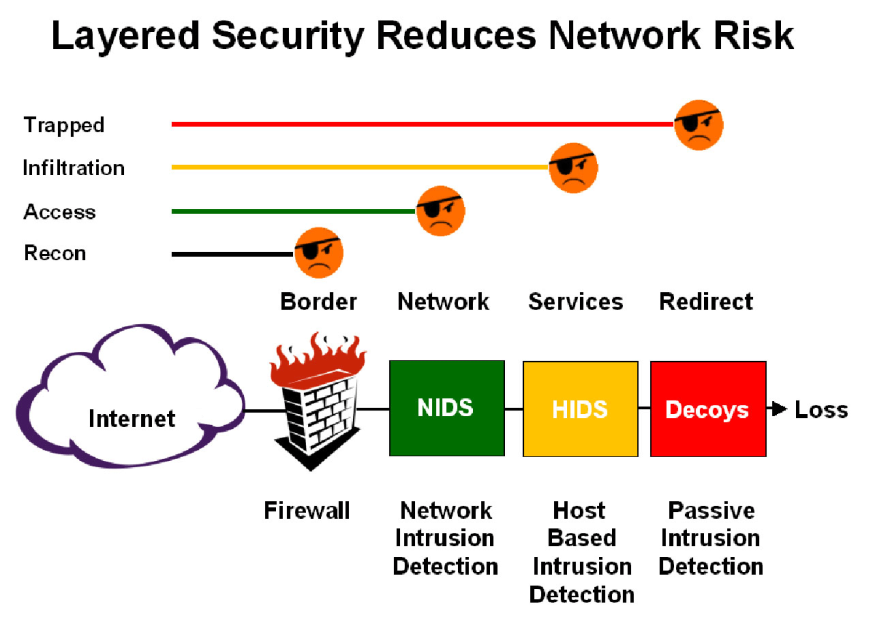 Layered Security Reduces Network Risk
Trapped
Infiltration
Access
Recon
Border Network Services Redirect
Internet NIDS HIDS Decoys Loss
Firewall Network Host Passive
Intrusion Based Intrusion
Detection Intrusion Detection
Detection